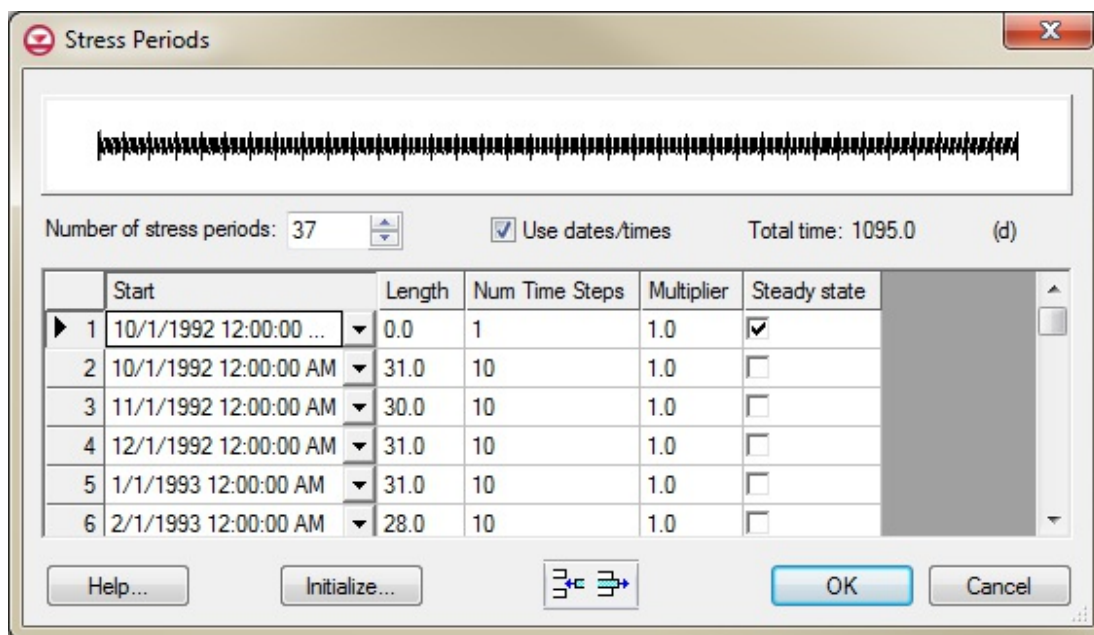 Stress Periods
Number of stress periods: 37 Use dates/times Total time: 1095.0 (d)
Start Length Num Time Steps Multiplier Steady state
1 10/1/1992 12:00:00 ... 0.0 1 1.0
2 10/1/1992 12:00:00 AM 31.0 10 1.0
3 11/1/1992 12:00:00 AM 30.0 10 1.0
4 12/1/1992 12:00:00 AM 31.0 10 1.0
5 1/1/1993 12:00:00 AM 31.0 10 1.0
6 2/1/1993 12:00:00 AM 28.0 10 1.0
Help... Initialize... OK Cancel